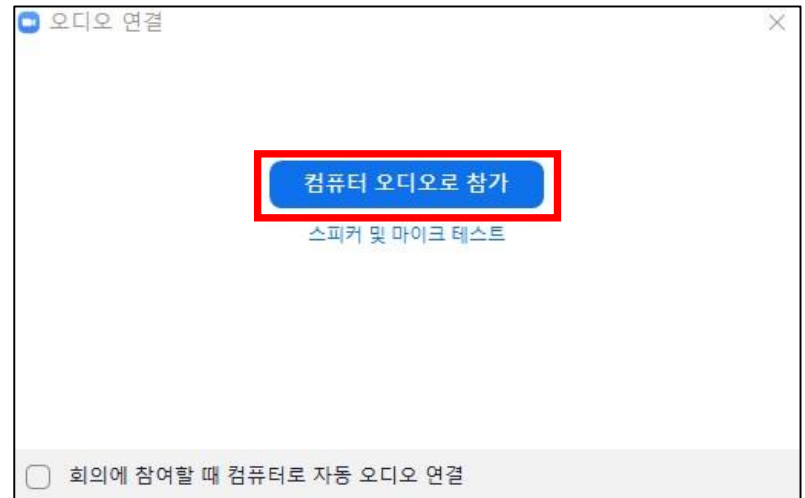 오디오 연결
컴퓨터 오디오로 참가
스피커 및 마이크 테스트
회의에 참여할 때 컴퓨터로 자동 오디오 연결